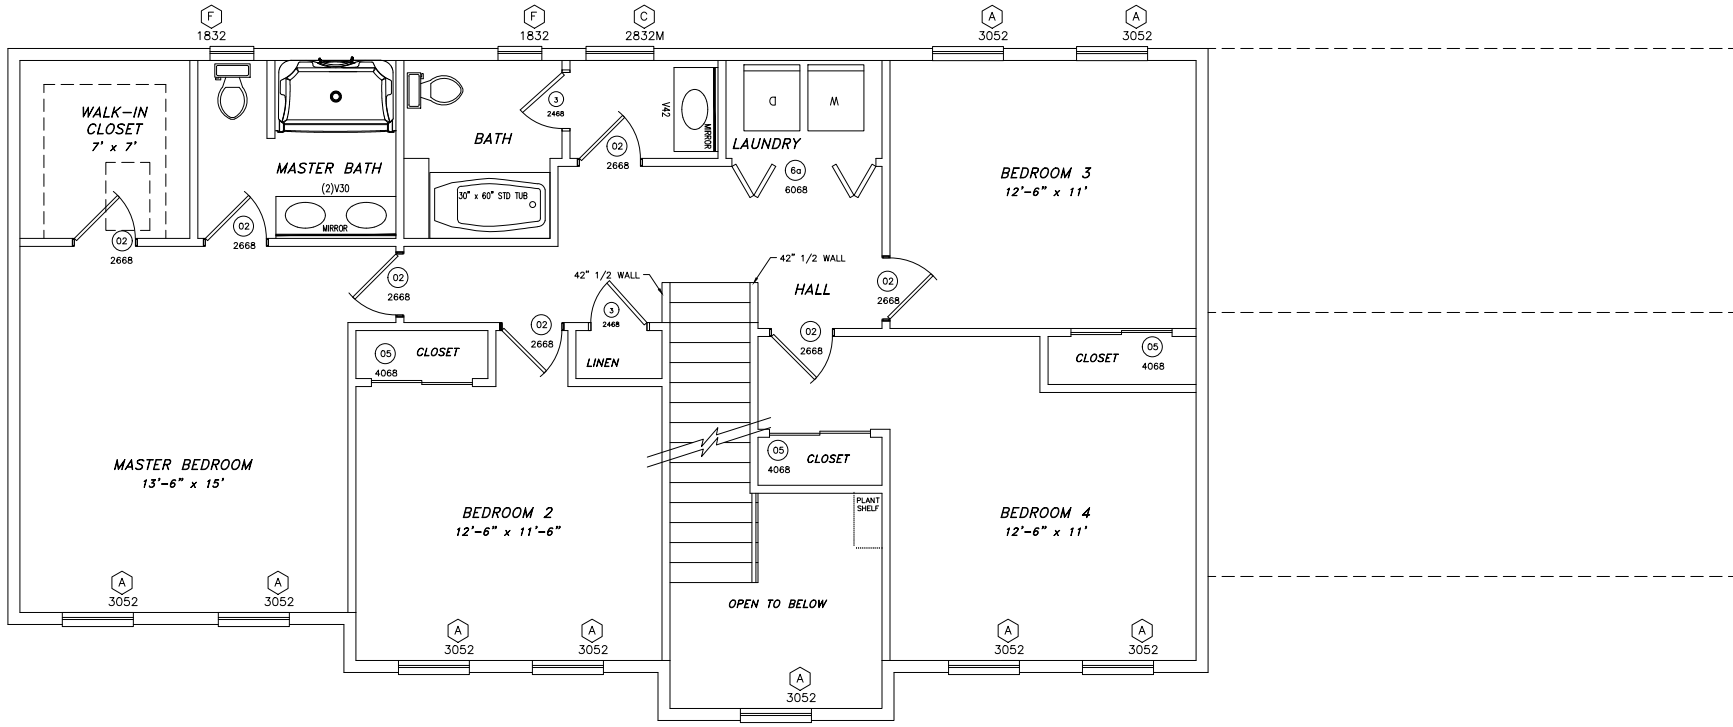 F
1832
F
1832
C
2832M
A
3052
A
3052
WALK-IN
CLOSET
7' x 7'
MASTER BATH
(2)V30
MIRROR
BATH
3
2468
30" x 60" STD TUB
V42
MIRROR
D
W
LAUNDRY
02
2668
6a
6068
BEDROOM 3
12'-6" x 11'
02
2668
02
2668
02
2668
42" 1/2 WALL
42" 1/2 WALL
HALL
02
2668
3
2468
02
2668
02
2668
05
4068
CLOSET
LINEN
CLOSET
05
4068
MASTER BEDROOM
13'-6" x 15'
05
4068
CLOSET
BEDROOM 2
12'-6" x 11'-6"
PLANT
SHELF
BEDROOM 4
12'-6" x 11'
A
3052
A
3052
OPEN TO BELOW
A
3052
A
3052
A
3052
A
3052
A
3052